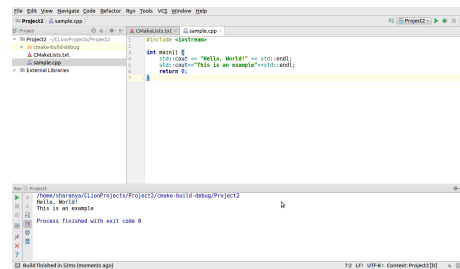 File Edit View Navigate Code Refactor Run Tools VCS Window Help
Project2 sample.cpp
Project2
Project
CMakeLists.txt
sample.cpp
Project2 ~/CLionProjects/Project2
cmake-build-debug
CMakeLists.txt
sample.cpp
External Libraries
1 #include <iostream>
2
3 int main() {
4 std::cout << "Hello, World!" << std::endl;
5 std::cout<<"This is an example"<<std::endl;
6 return 0;
7 }
Run Project2
/home/sharanya/CLionProjects/Project2/cmake-build-debug/Project2
Hello, World!
This is an example
Process finished with exit code 0
Build finished in 52ms (moments ago)
7:2 LF: UTF-8: Context: Project2 [D]